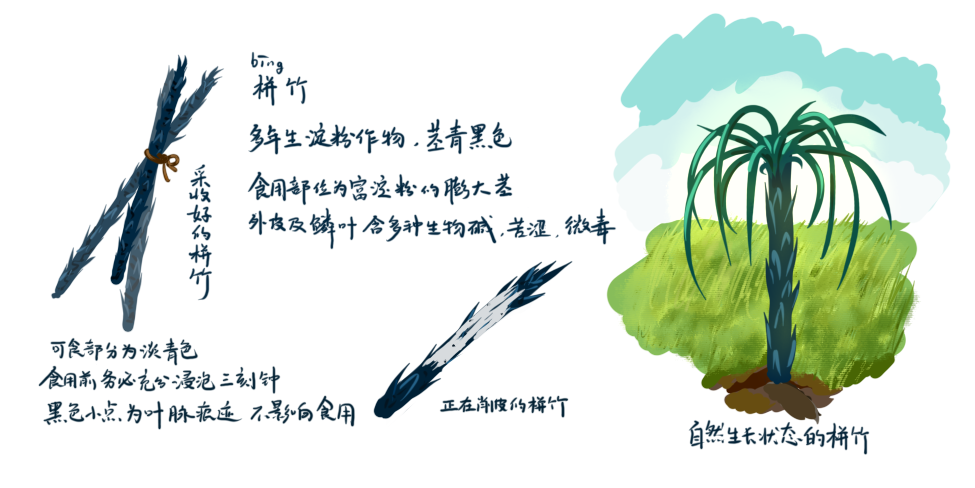 bīng
栟竹
多年生淀粉作物，茎青黑色
食用部位为富淀粉的膨大茎
外皮及鳞叶含多种生物碱，苦涩，微毒
采收好的栟竹
可食部分为淡青色
食用前务必充分浸泡三刻钟
黑色小点为叶脉痕迹 不影响食用
正在削皮的栟竹
自然生长状态的栟竹